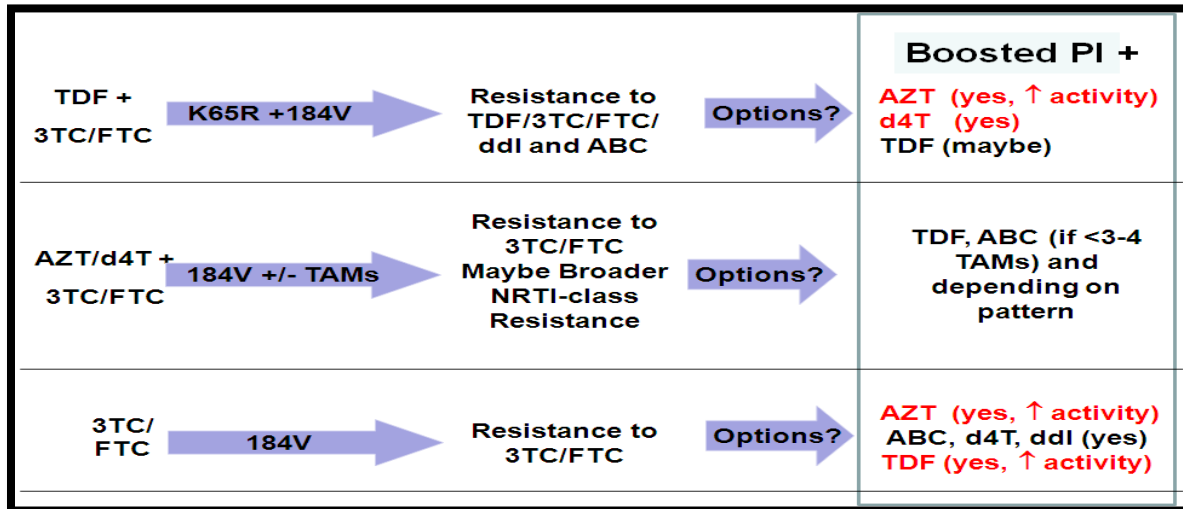 Boosted PI +
TDF +
3TC/FTC
K65R +184V
Resistance to
TDF/3TC/FTC/
ddI and ABC
Options?
AZT (yes, ↑ activity)
d4T (yes)
TDF (maybe)
AZT/d4T +
3TC/FTC
184V +/- TAMs
Resistance to
3TC/FTC
Maybe Broader
NRTI-class
Resistance
Options?
TDF, ABC (if <3-4
TAMs) and
depending on
pattern
3TC/
FTC
184V
Resistance to
3TC/FTC
Options?
AZT (yes, ↑ activity)
ABC, d4T, ddI (yes)
TDF (yes, ↑ activity)